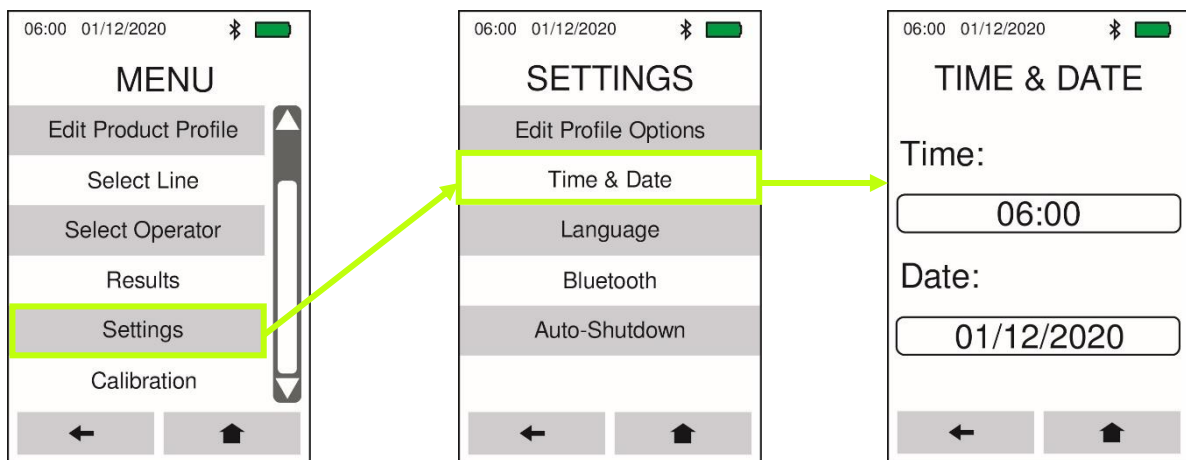 06:00 01/12/2020
MENU
Edit Product Profile
Select Line
Select Operator
Results
Settings
Calibration
06:00 01/12/2020
SETTINGS
Edit Profile Options
Time & Date
Language
Bluetooth
Auto-Shutdown
06:00 01/12/2020
TIME & DATE
Time:
06:00
Date:
01/12/2020